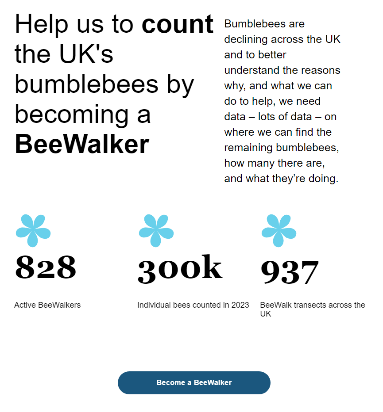 Help us to count
the UK's
bumblebees by
becoming a
BeeWalker
Bumblebees are
declining across the UK
and to better
understand the reasons
why, and what we can
do to help, we need
data – lots of data – on
where we can find the
remaining bumblebees,
how many there are,
and what they're doing.
828
300k
937
Active BeeWalkers
Individual bees counted in 2023
BeeWalk transects across the
UK
Become a BeeWalker